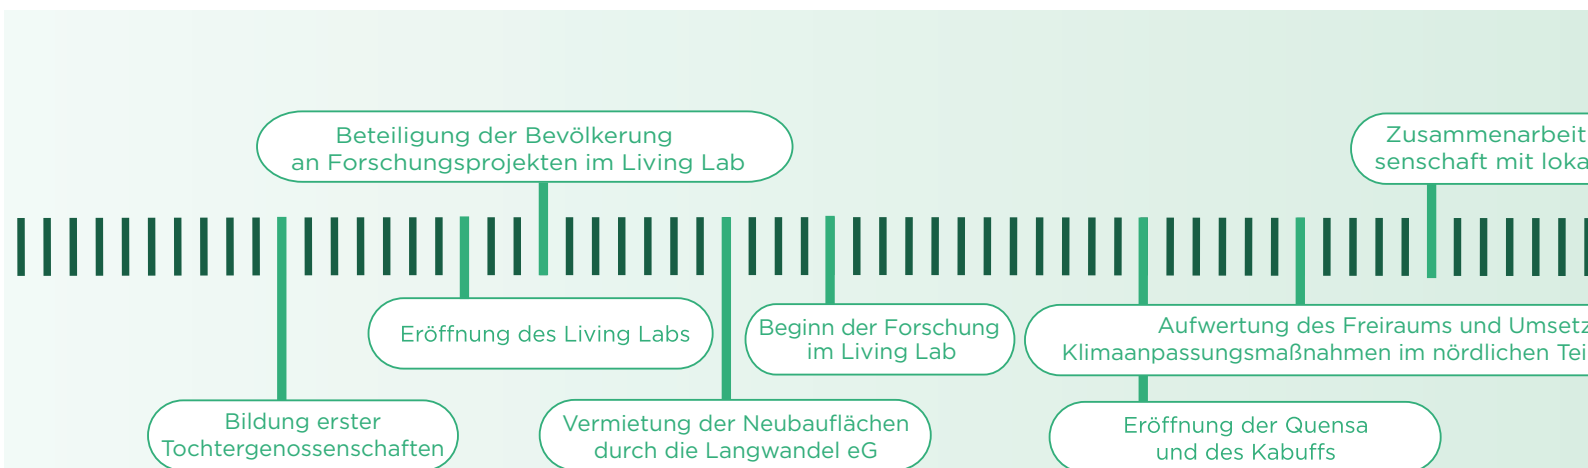 Beteiligung der Bevölkerung
an Forschungsprojekten im Living Lab
Zusammenarbeit
senschaft mit loka
Eröffnung des Living Labs
Beginn der Forschung
im Living Lab
Aufwertung des Freiraums und Umsetz
Klimaanpassungsmaßnahmen im nördlichen Tei
Bildung erster
Tochtergenossenschaften
Vermietung der Neubauflächen
durch die Langwandel eG
Eröffnung der Quensa
und des Kabuffs